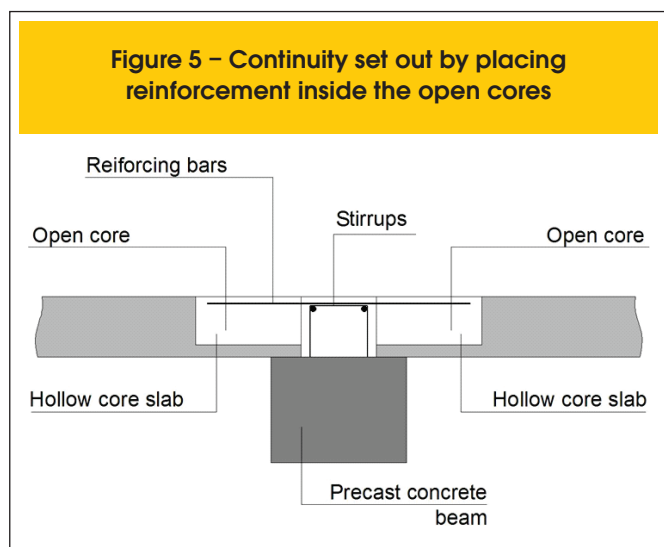 Figure 5 – Continuity set out by placing
reinforcement inside the open cores
Reiforcing bars
Stirrups
Open core
Open core
Hollow core slab
Hollow core slab
Precast concrete
beam